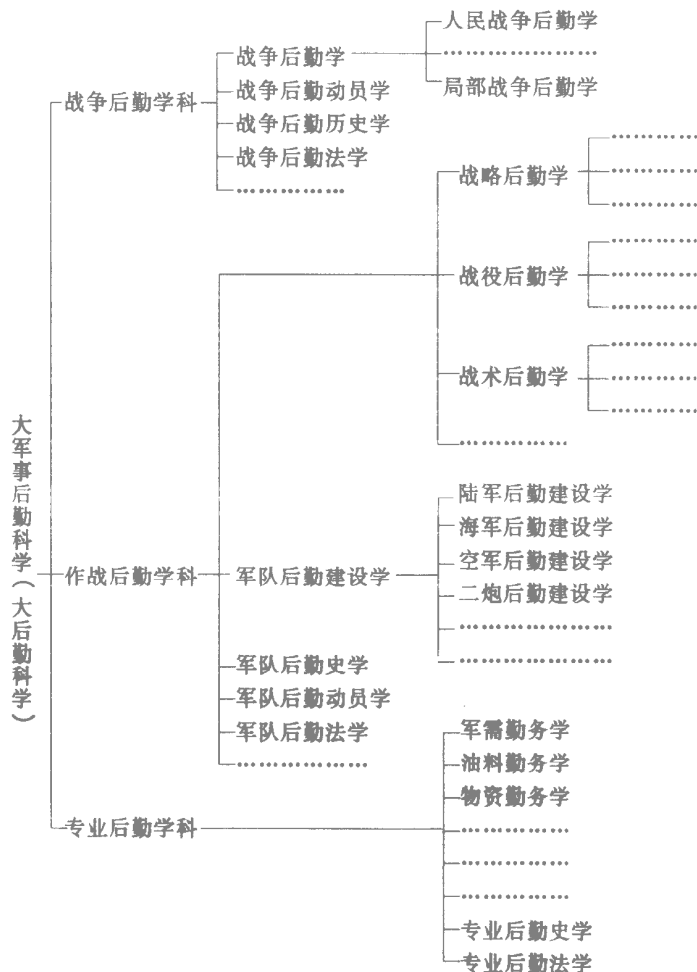 大军事后勤科学（大后勤科学）
战争后勤学科
战争后勤学
人民战争后勤学
………………
局部战争后勤学
战争后勤动员学
战争后勤历史学
战争后勤法学
………………
作战后勤学科
战略后勤学
………………
………………
………………
战役后勤学
………………
………………
………………
战术后勤学
………………
………………
………………
………………
军队后勤建设学
陆军后勤建设学
海军后勤建设学
空军后勤建设学
二炮后勤建设学
………………
………………
军队后勤史学
军队后勤动员学
军队后勤法学
………………
专业后勤学科
军需勤务学
油料勤务学
物资勤务学
………………
………………
………………
专业后勤史学
专业后勤法学